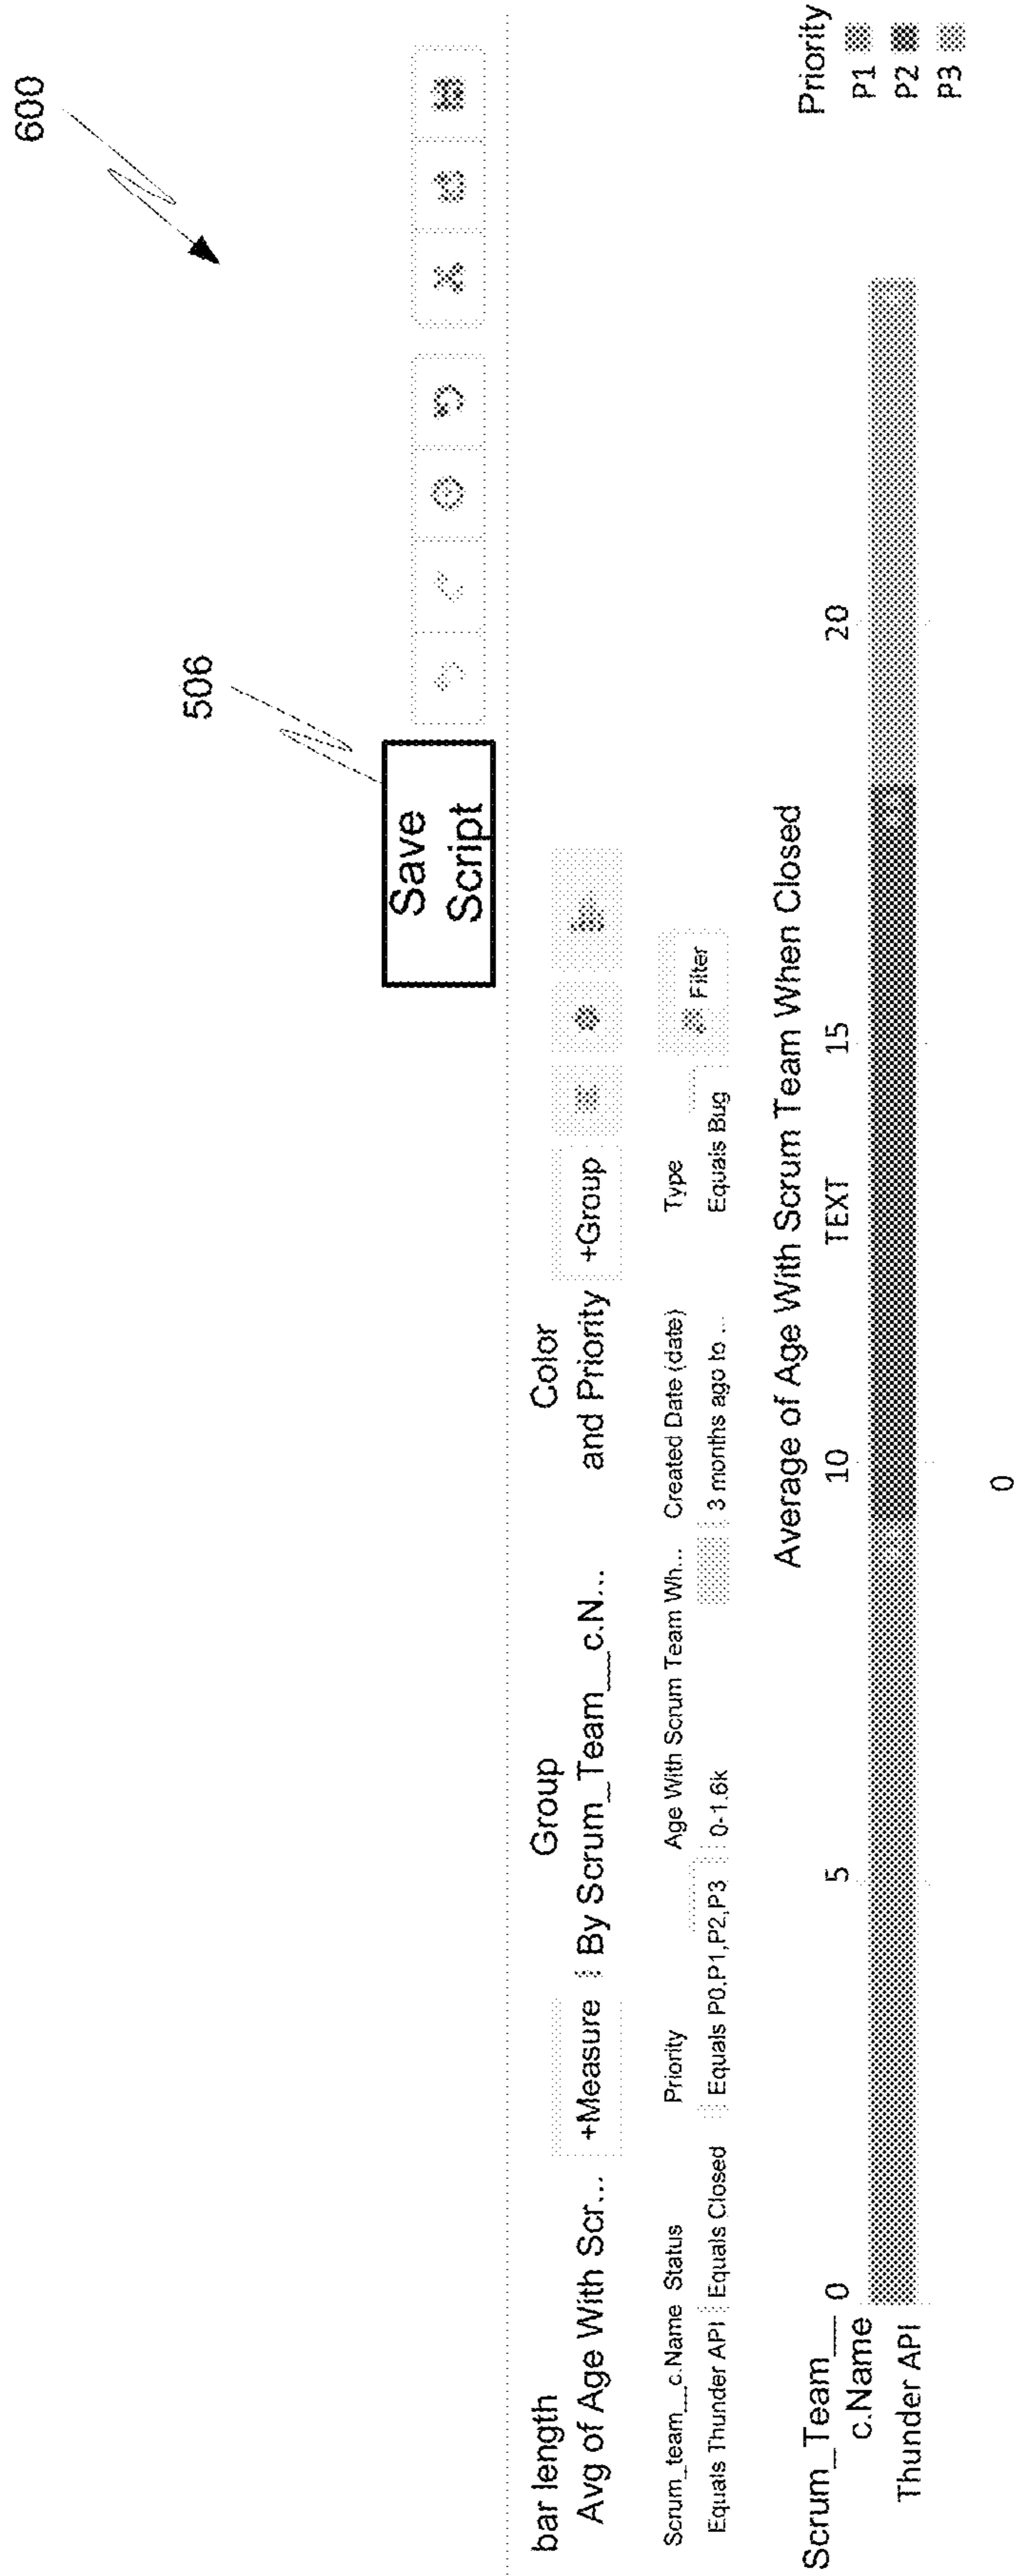 600
506
Save
Script
bar length
Group
Color
Avg of Age With Scr... +Measure By Scrum_Team__c.N... and Priority +Group
Scrum_team__c.Name Status Priority Age With Scrum Team Wh... Created Date (date) Type
Equals Thunder API Equals Closed Equals P0,P1,P2,P3 0-1.6k 3 months ago to ... Equals Bug Filter
Average of Age With Scrum Team When Closed
Scrum_Team__
c.Name
0 5 10 TEXT 15 20
Thunder API
0
Priority
P1
P2
P3